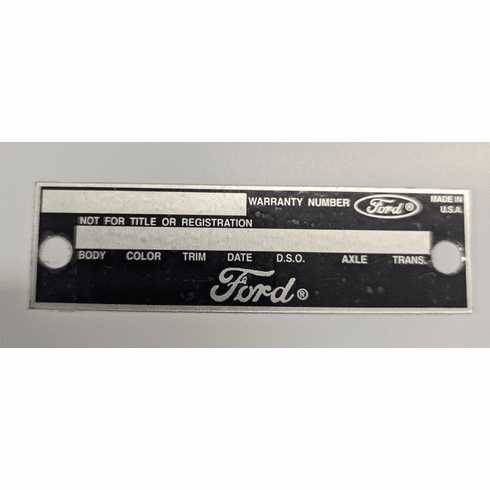 WARRANTY NUMBER Ford® MADE IN U.S.A.
NOT FOR TITLE OR REGISTRATION
BODY COLOR TRIM DATE D.S.O. AXLE TRANS.
Ford®